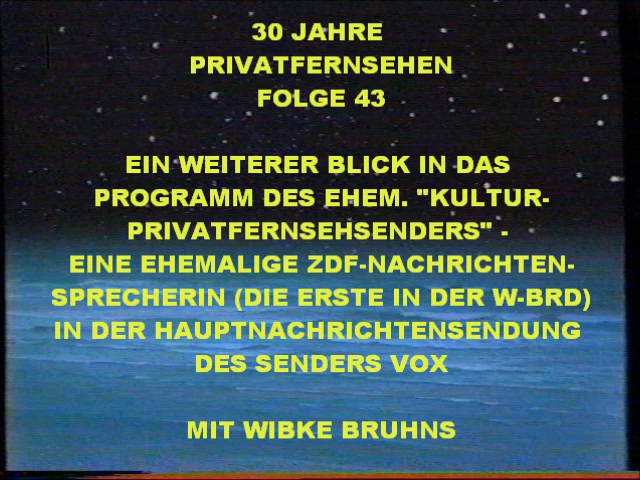 30 JAHRE
PRIVATFERNSEHEN
FOLGE 43
EIN WEITERER BLICK IN DAS
PROGRAMM DES EHEM. "KULTUR-
PRIVATFERNSEHSENDERS" -
EINE EHEMALIGE ZDF-NACHRICHTEN-
SPRECHERIN (DIE ERSTE IN DER W-BRD)
IN DER HAUPTNACHRICHTENSENDUNG
DES SENDERS VOX
MIT WIBKE BRUHNS